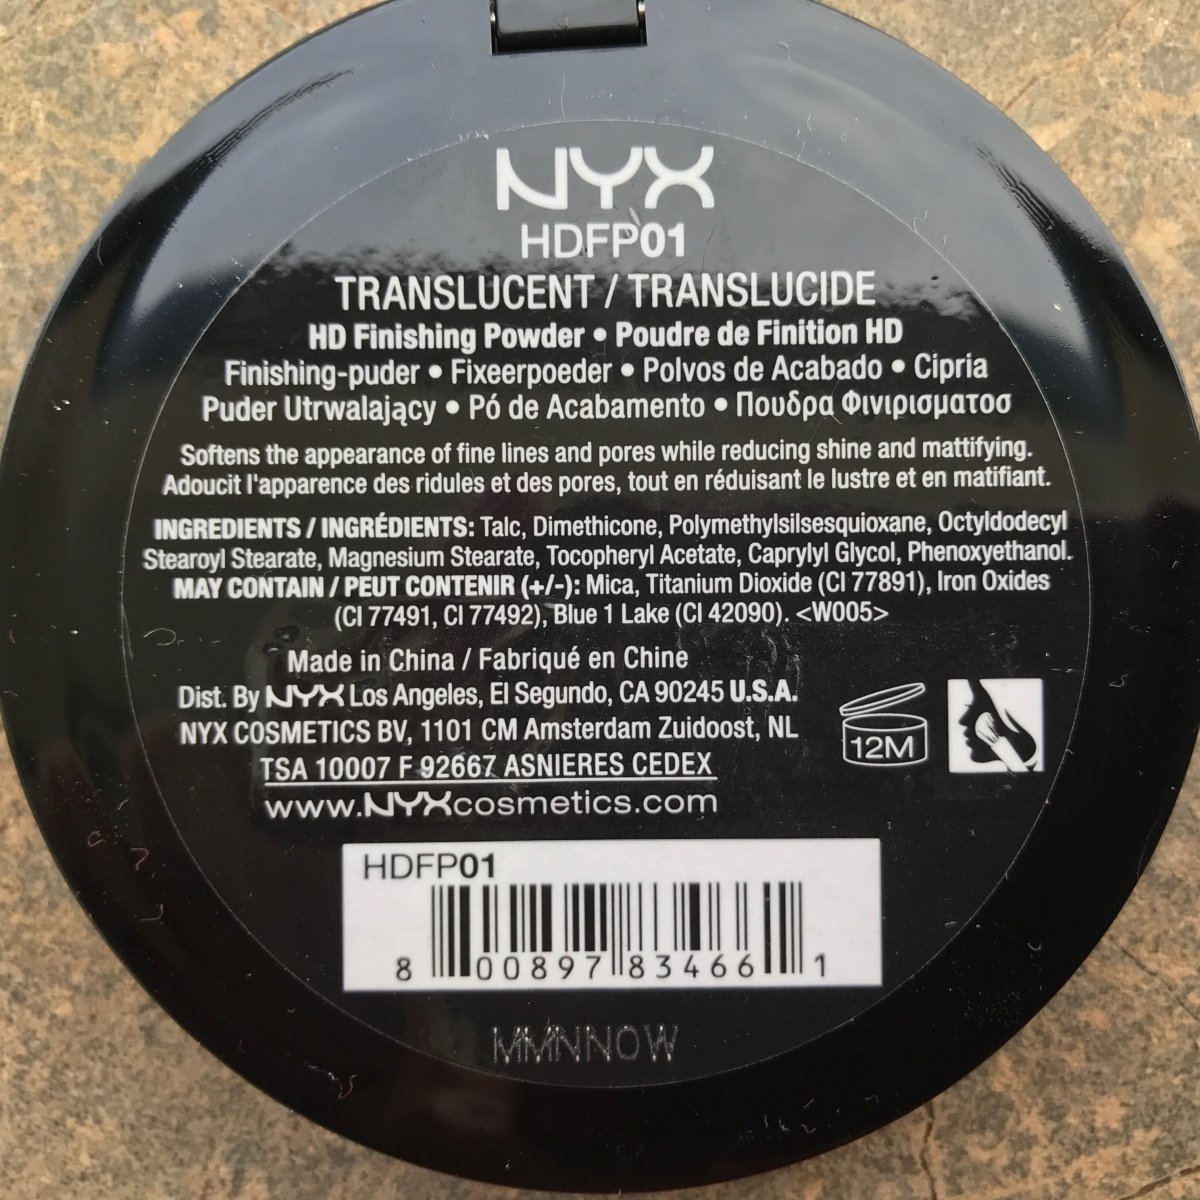 NYX
HDFP01
TRANSLUCENT / TRANSLUCIDE
HD Finishing Powder • Poudre de Finition HD
Finishing-puder • Fixeerpoeder • Polvos de Acabado • Cipria
Puder Utrwalający • Pó de Acabamento • Πουδρα Φινιρισματοσ
Softens the appearance of fine lines and pores while reducing shine and mattifying.
Adoucit l'apparence des ridules et des pores, tout en réduisant le lustre et en matifiant.
INGREDIENTS / INGRÉDIENTS: Talc, Dimethicone, Polymethylsilsesquioxane, Octyldodecyl
Stearoyl Stearate, Magnesium Stearate, Tocopheryl Acetate, Caprylyl Glycol, Phenoxyethanol.
MAY CONTAIN / PEUT CONTENIR (+/-): Mica, Titanium Dioxide (CI 77891), Iron Oxides
(CI 77491, CI 77492), Blue 1 Lake (CI 42090). <W005>
Made in China / Fabriqué en Chine
Dist. By NYX Los Angeles, El Segundo, CA 90245 U.S.A.
NYX COSMETICS BV, 1101 CM Amsterdam Zuidoost, NL
TSA 10007 F 92667 ASNIERES CEDEX
www.NYXcosmetics.com
12M
HDFP01
8 00897 83466 1
MMNNOW